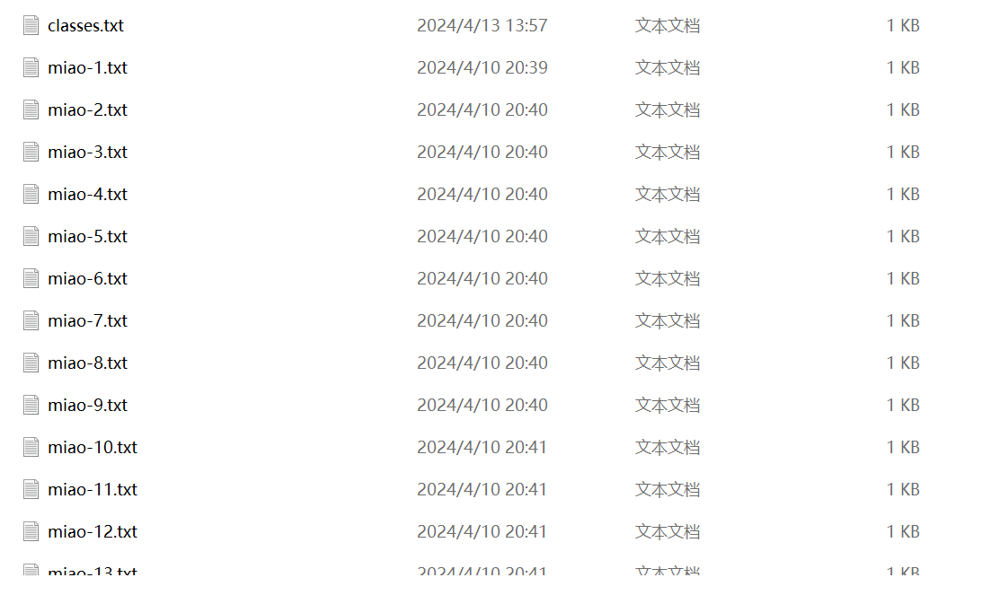 classes.txt 2024/4/13 13:57 文本文档 1 KB
miao-1.txt 2024/4/10 20:39 文本文档 1 KB
miao-2.txt 2024/4/10 20:40 文本文档 1 KB
miao-3.txt 2024/4/10 20:40 文本文档 1 KB
miao-4.txt 2024/4/10 20:40 文本文档 1 KB
miao-5.txt 2024/4/10 20:40 文本文档 1 KB
miao-6.txt 2024/4/10 20:40 文本文档 1 KB
miao-7.txt 2024/4/10 20:40 文本文档 1 KB
miao-8.txt 2024/4/10 20:40 文本文档 1 KB
miao-9.txt 2024/4/10 20:40 文本文档 1 KB
miao-10.txt 2024/4/10 20:41 文本文档 1 KB
miao-11.txt 2024/4/10 20:41 文本文档 1 KB
miao-12.txt 2024/4/10 20:41 文本文档 1 KB
miao-13.txt 2024/4/10 20:41 文本文档 1 KB